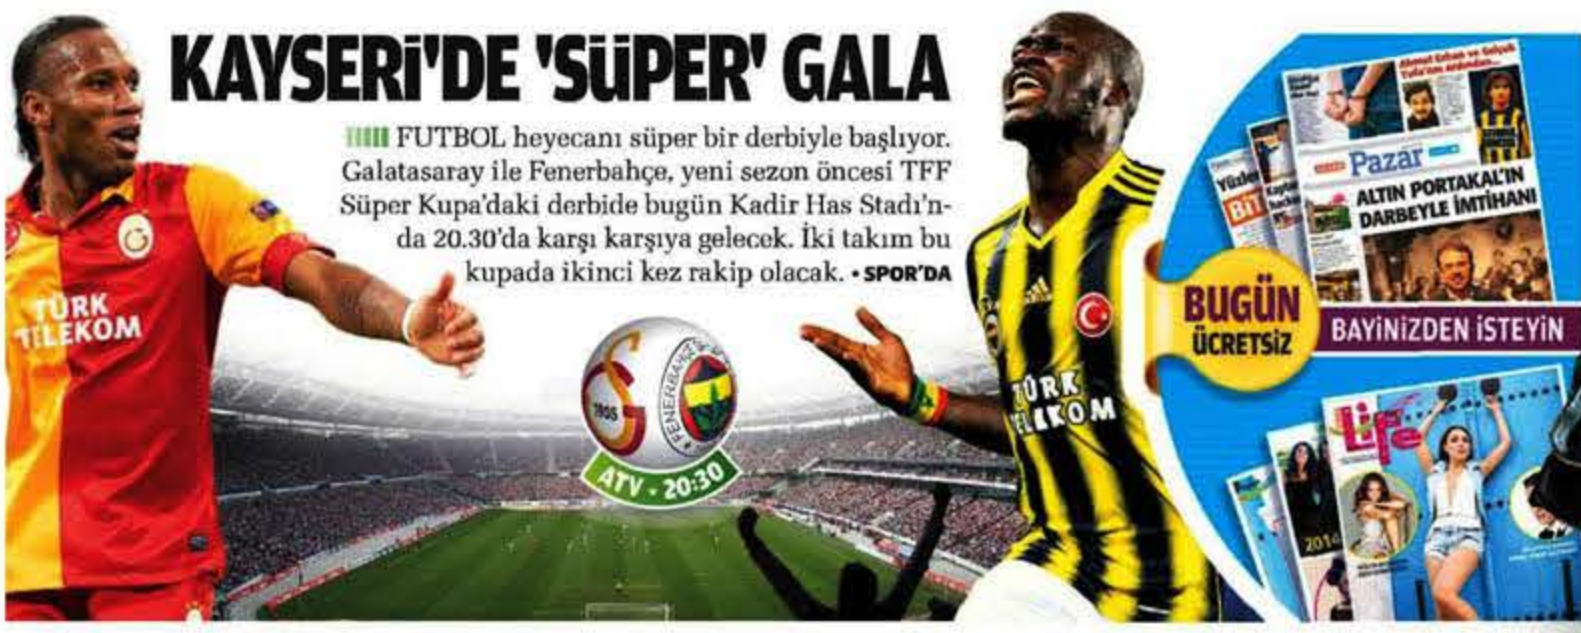 KAYSERİ'DE 'SÜPER' GALA
FUTBOL heyecanı süper bir derbiyle başlıyor.
Galatasaray ile Fenerbahçe, yeni sezon öncesi TFF
Süper Kupa'daki derbide bugün Kadir Has Stadı'n-
da 20.30'da karşı karşıya gelecek. İki takım bu
kupada ikinci kez rakip olacak. • SPOR'DA
TÜRK
TELEKOM
1905
FENERBAHÇE
ATV • 20:30
TÜRK
TELEKOM
Pazar
ALTIN PORTAKAL'IN
DARBEYLE İMTİHANI
BUGÜN
ÜCRETSİZ
BAYİNİZDEN İSTEYİN
Life
2014